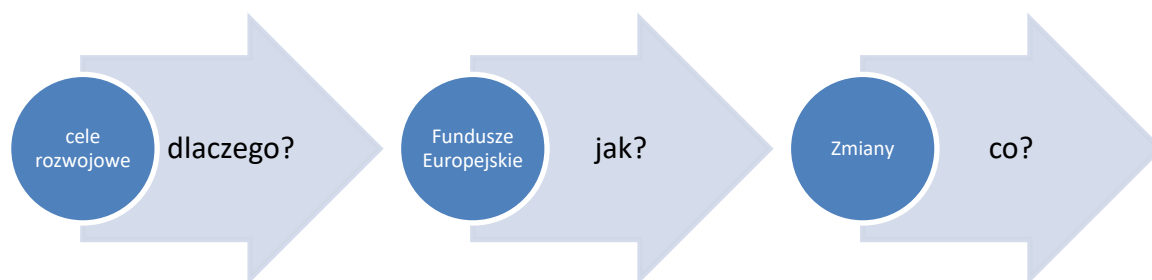 cele
rozwojowe
dlaczego?
Fundusze
Europejskie
jak?
Zmiany
co?